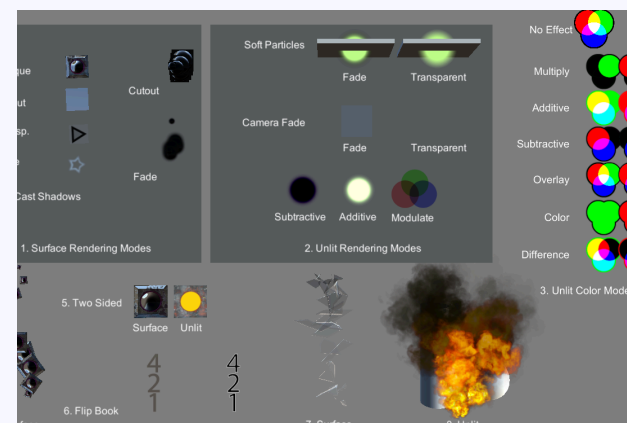 Soft Particles
Fade Transparent
Cutout
Camera Fade
Fade Transparent
Fade
Cast Shadows
Subtractive Additive Modulate
1. Surface Rendering Modes
2. Unlit Rendering Modes
No Effect
Multiply
Additive
Subtractive
Overlay
Color
Difference
3. Unlit Color Mode
5. Two Sided
Surface Unlit
4 4
2 2
1 1
6. Flip Book